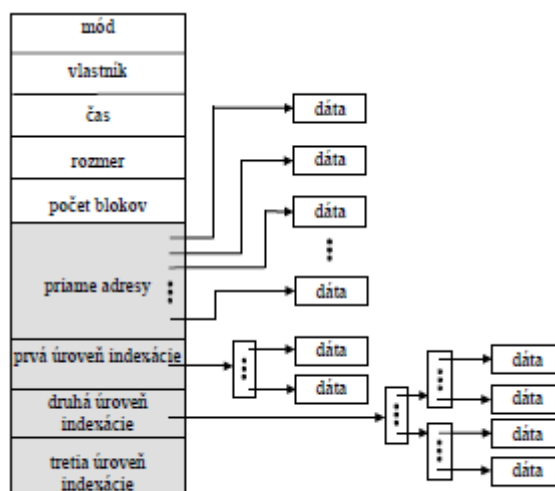 mód
vlastník
čas
rozmer
počet blokov
priame adresy
prvá úroveň indexácie
druhá úroveň
indexácie
tretia úroveň
indexácie
dáta
dáta
dáta
dáta
dáta
dáta
dáta
dáta
dáta
dáta